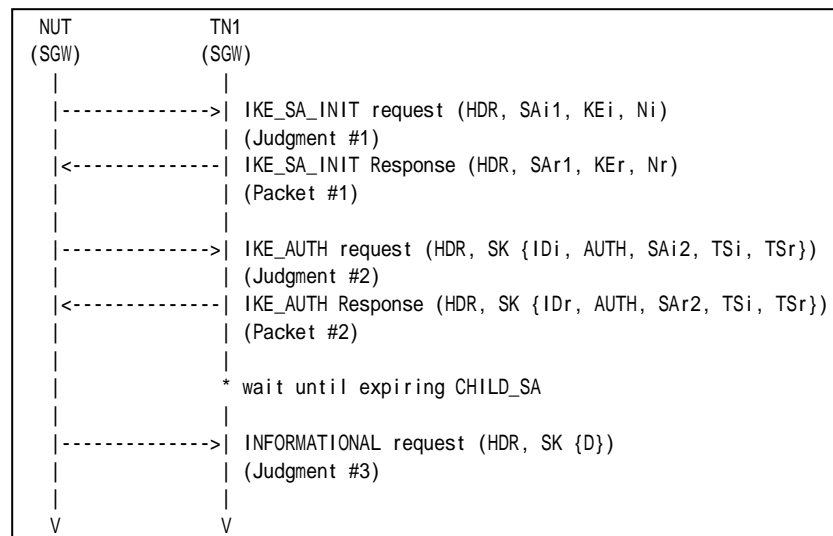 NUT TN1
(SGW) (SGW)
| |
|-------------->| IKE_SA_INIT request (HDR, SAi1, KEi, Ni)
| | (Judgment #1)
|<--------------| IKE_SA_INIT Response (HDR, SAr1, KEr, Nr)
| | (Packet #1)
| |
|-------------->| IKE_AUTH request (HDR, SK {IDi, AUTH, SAi2, TSi, TSr})
| | (Judgment #2)
|<--------------| IKE_AUTH Response (HDR, SK {IDr, AUTH, SAr2, TSi, TSr})
| | (Packet #2)
| |
| * wait until expiring CHILD_SA
| |
|-------------->| INFORMATIONAL request (HDR, SK {D})
| | (Judgment #3)
| |
V V